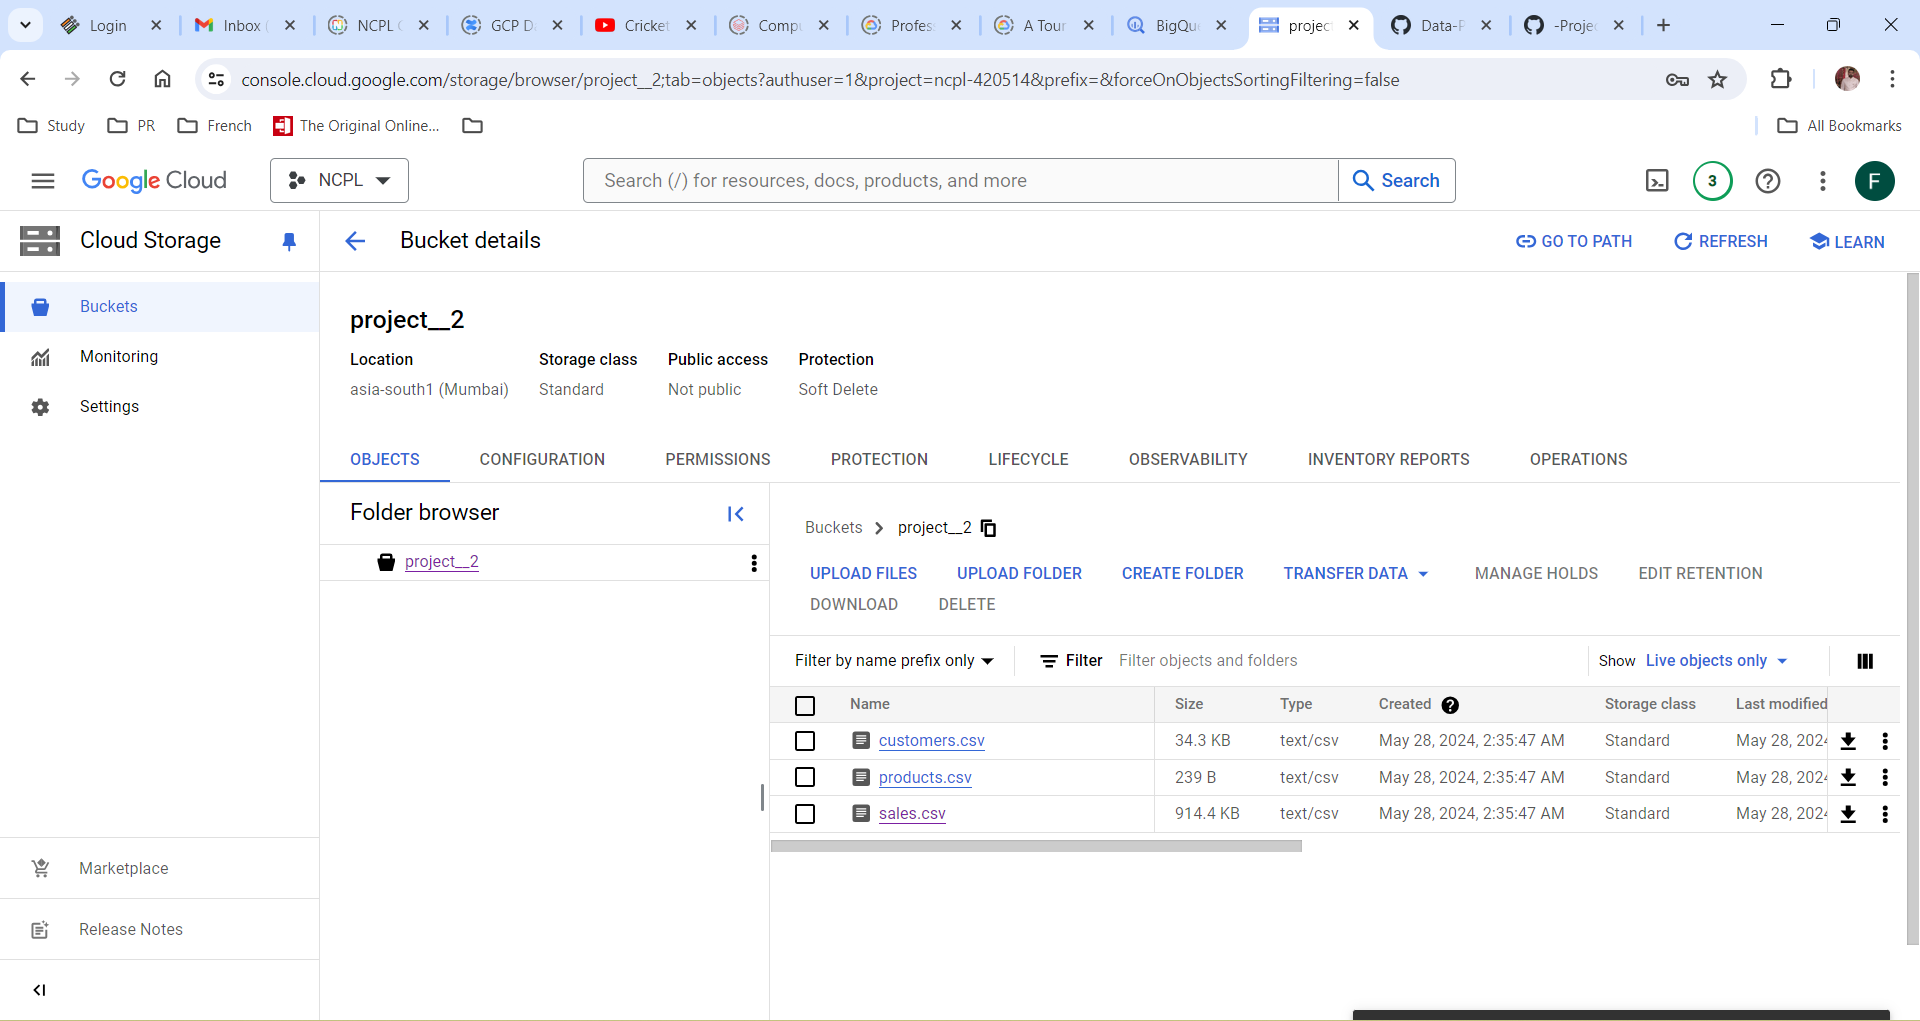 Login
Inbox (
NCPL C
GCP D
Cricket
Compu
Profes
A Tour
BigQu
project
Data-P
-Projec
console.cloud.google.com/storage/browser/project__2;tab=objects?authuser=1&project=ncpl-420514&prefix=&forceOnObjectsSortingFiltering=false
Study
PR
French
The Original Online...
All Bookmarks
Google Cloud
NCPL
Search (/) for resources, docs, products, and more
Search
3
F
Cloud Storage
Bucket details
GO TO PATH
REFRESH
LEARN
Buckets
Monitoring
Settings
Marketplace
Release Notes
project__2
Location Storage class Public access Protection
asia-south1 (Mumbai) Standard Not public Soft Delete
OBJECTS CONFIGURATION PERMISSIONS PROTECTION LIFECYCLE OBSERVABILITY INVENTORY REPORTS OPERATIONS
Folder browser
project__2
Buckets project__2
UPLOAD FILES UPLOAD FOLDER CREATE FOLDER TRANSFER DATA MANAGE HOLDS EDIT RETENTION
DOWNLOAD DELETE
Filter by name prefix only Filter Filter objects and folders Show Live objects only
Name Size Type Created Storage class Last modified
customers.csv 34.3 KB text/csv May 28, 2024, 2:35:47 AM Standard May 28, 2024
products.csv 239 B text/csv May 28, 2024, 2:35:47 AM Standard May 28, 2024
sales.csv 914.4 KB text/csv May 28, 2024, 2:35:47 AM Standard May 28, 2024